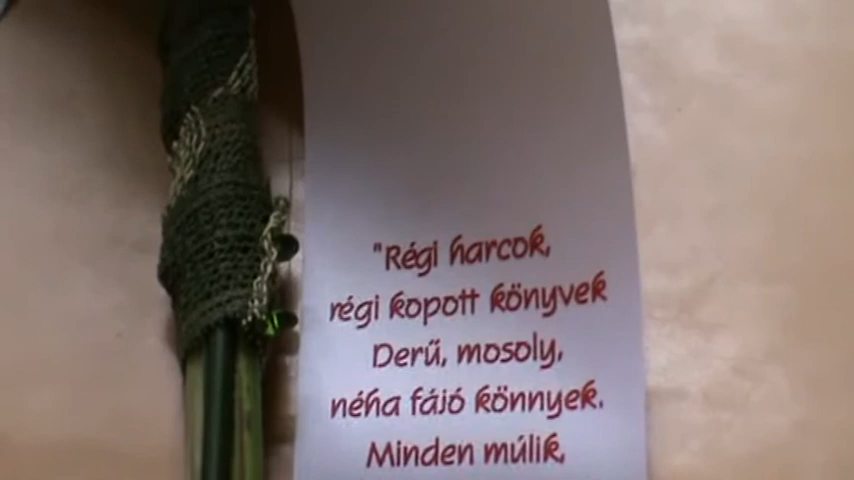 "Régi harcok,
régi kopott könyvek
Derű, mosoly,
néha fájó könnyek.
Minden múlik,